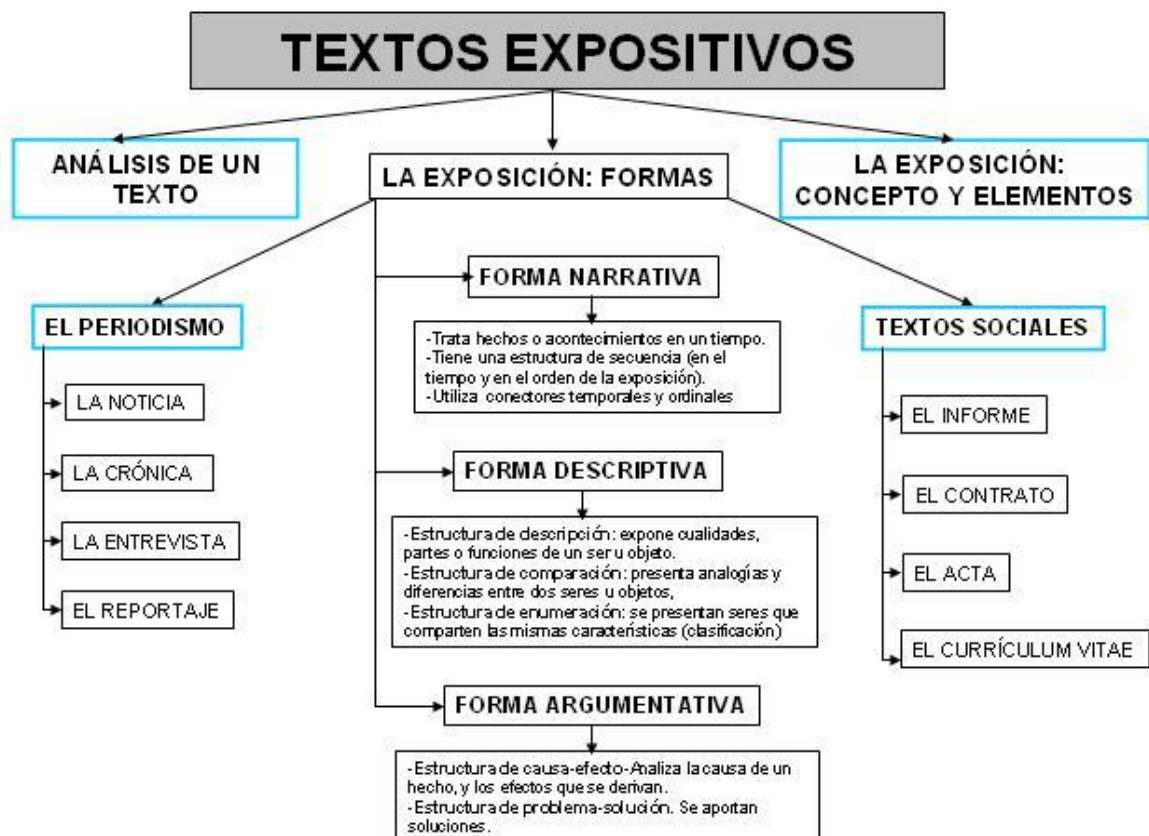 TEXTOS EXPOSITIVOS
ANÁLISIS DE UN
TEXTO
LA EXPOSICIÓN: FORMAS
LA EXPOSICIÓN:
CONCEPTO Y ELEMENTOS
EL PERIODISMO
LA NOTICIA
LA CRÓNICA
LA ENTREVISTA
EL REPORTAJE
FORMA NARRATIVA
-Trata hechos o acontecimientos en un tiempo.
-Tiene una estructura de secuencia (en el
tiempo y en el orden de la exposición).
-Utiliza conectores temporales y ordinales
FORMA DESCRIPTIVA
-Estructura de descripción: expone cualidades,
partes o funciones de un ser u objeto.
-Estructura de comparación: presenta analogías y
diferencias entre dos seres u objetos,
-Estructura de enumeración: se presentan seres que
comparten las mismas características (clasificación)
FORMA ARGUMENTATIVA
-Estructura de causa-efecto-Analiza la causa de un
hecho, y los efectos que se derivan.
-Estructura de problema-solución. Se aportan
soluciones.
TEXTOS SOCIALES
EL INFORME
EL CONTRATO
EL ACTA
EL CURRÍCULUM VITAE